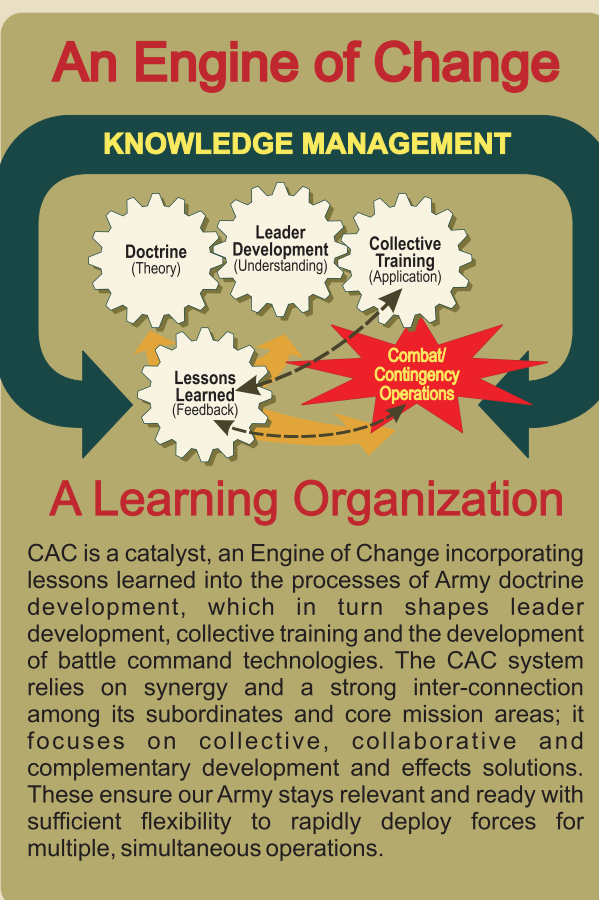 An Engine of Change
KNOWLEDGE MANAGEMENT
Doctrine
(Theory)
Leader
Development
(Understanding)
Collective
Training
(Application)
Lessons
Learned
(Feedback)
Combat/
Contingency
Operations
A Learning Organization
CAC is a catalyst, an Engine of Change incorporating
lessons learned into the processes of Army doctrine
development, which in turn shapes leader
development, collective training and the development
of battle command technologies. The CAC system
relies on synergy and a strong inter-connection
among its subordinates and core mission areas; it
focuses on collective, collaborative and
complementary development and effects solutions.
These ensure our Army stays relevant and ready with
sufficient flexibility to rapidly deploy forces for
multiple, simultaneous operations.